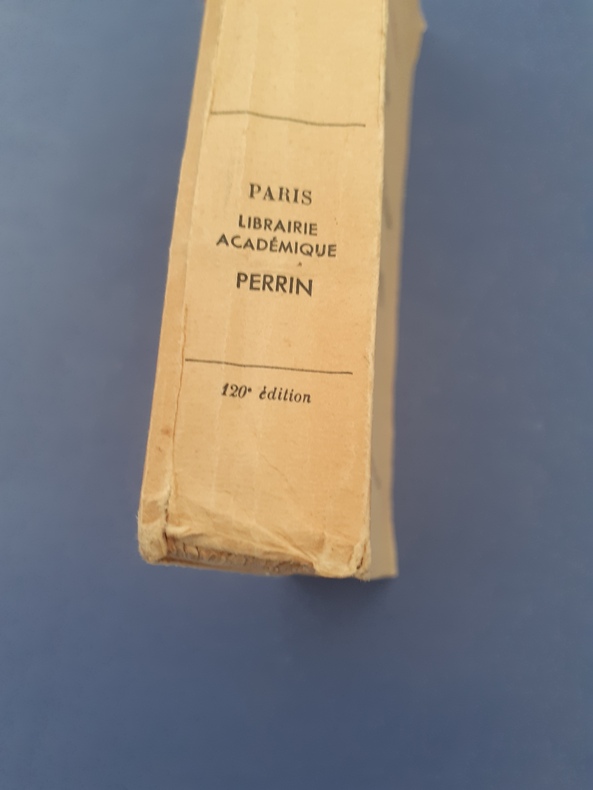 PARIS
LIBRAIRIE
ACADÉMIQUE
PERRIN
120e édition